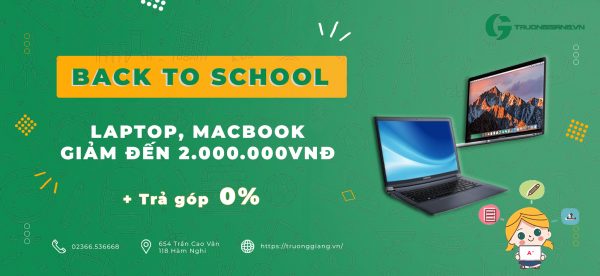 TRUONGGIANG.VN
BACK TO SCHOOL
LAPTOP, MACBOOK
GIẢM ĐẾN 2.000.000VNĐ
+ Trả góp 0%
A+
02366.536668
654 Trần Cao Vân
118 Hàm Nghi
https://truonggiang.vn/